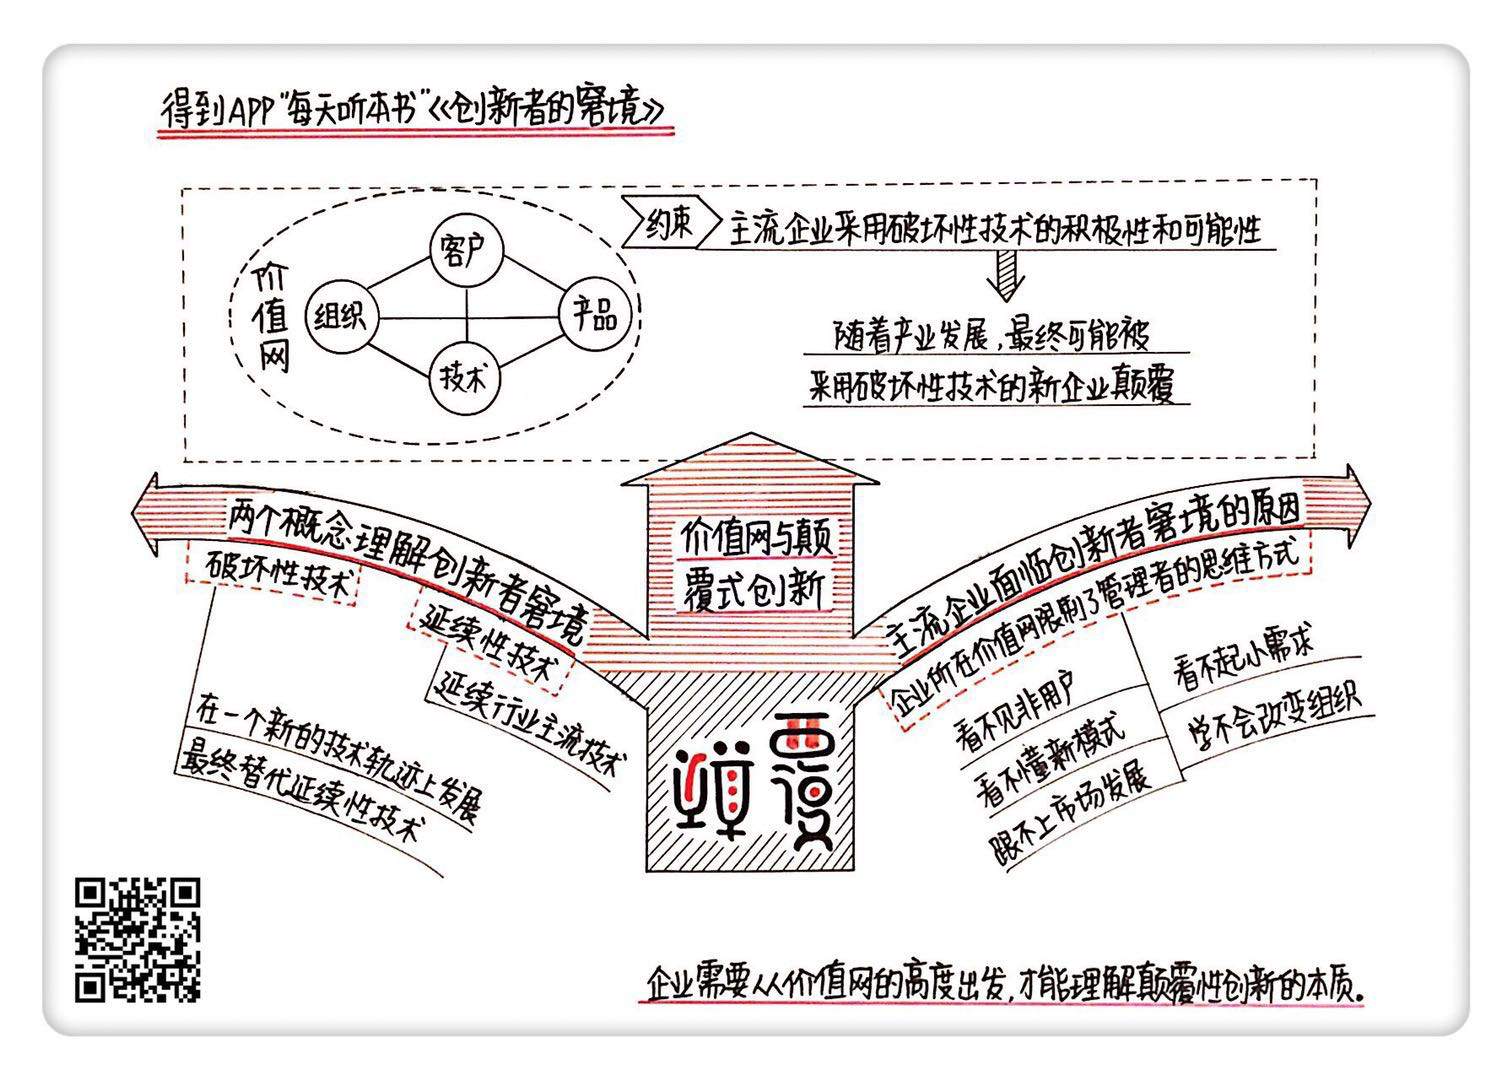 得到APP“每天听本书”《创新者的窘境》
价值网
客户
组织
产品
技术
约束
主流企业采用破坏性技术的积极性和可能性
随着产业发展,最终可能被
采用破坏性技术的新企业颠覆
两个概念理解创新者窘境
破坏性技术
在一个新的技术轨迹上发展
最终替代延续性技术
延续性技术
延续行业主流技术
价值网与颠
覆式创新
主流企业面临创新者窘境的原因
企业所在价值网限制了管理者的思维方式
看不见非用户
看不懂新模式
跟不上市场发展
看不起小需求
学不会改变组织
企业需要从价值网的高度出发,才能理解颠覆性创新的本质。